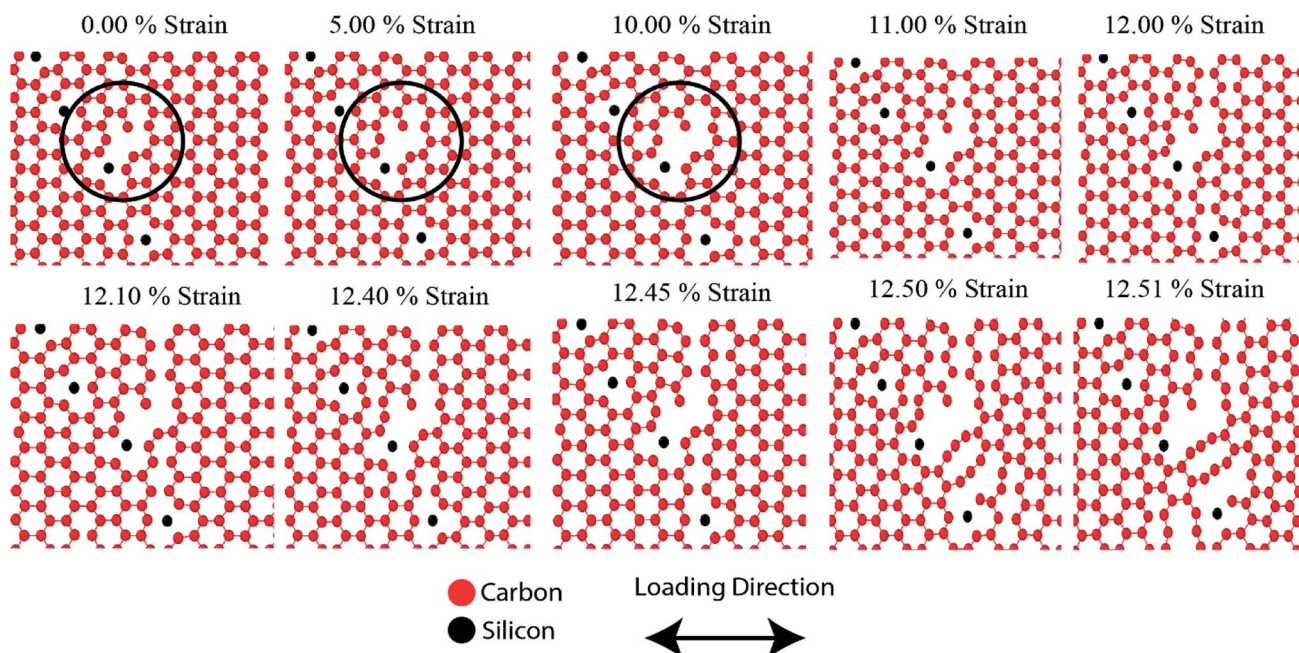 0.00 % Strain
5.00 % Strain
10.00 % Strain
11.00 % Strain
12.00 % Strain
12.10 % Strain
12.40 % Strain
12.45 % Strain
12.50 % Strain
12.51 % Strain
Carbon
Silicon
Loading Direction